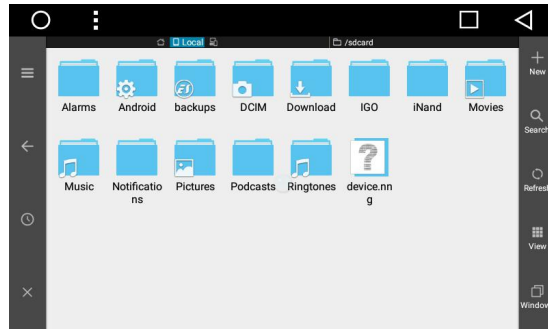 Local
/sdcard
New
Search
Refresh
View
Window
Alarms
Android
backups
DCIM
Download
IGO
iNand
Movies
Music
Notificatio
ns
Pictures
Podcasts
Ringtones
device.nn
g